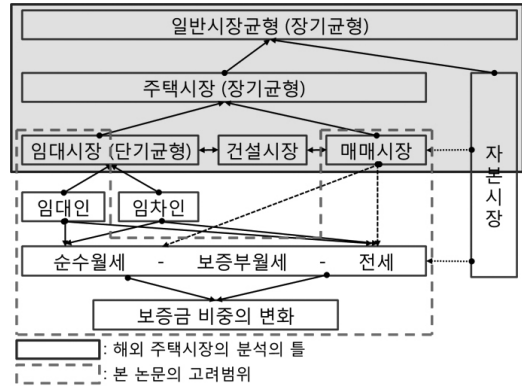 일반시장균형 (장기균형)
주택시장 (장기균형)
임대시장 (단기균형)
건설시장
매매시장
자본시장
임대인
임차인
순수월세 - 보증부월세 - 전세
보증금 비중의 변화
: 해외 주택시장의 분석의 틀
: 본 논문의 고려범위